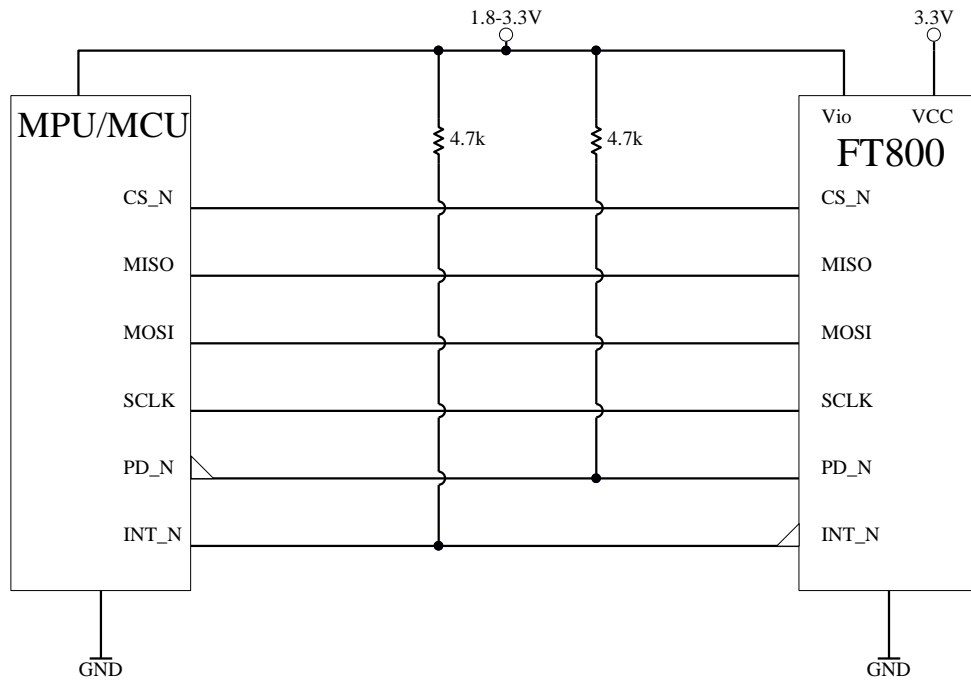 1.8-3.3V
3.3V
MPU/MCU
Vio
VCC
FT800
4.7k
4.7k
CS_N
CS_N
MISO
MISO
MOSI
MOSI
SCLK
SCLK
PD_N
PD_N
INT_N
INT_N
GND
GND